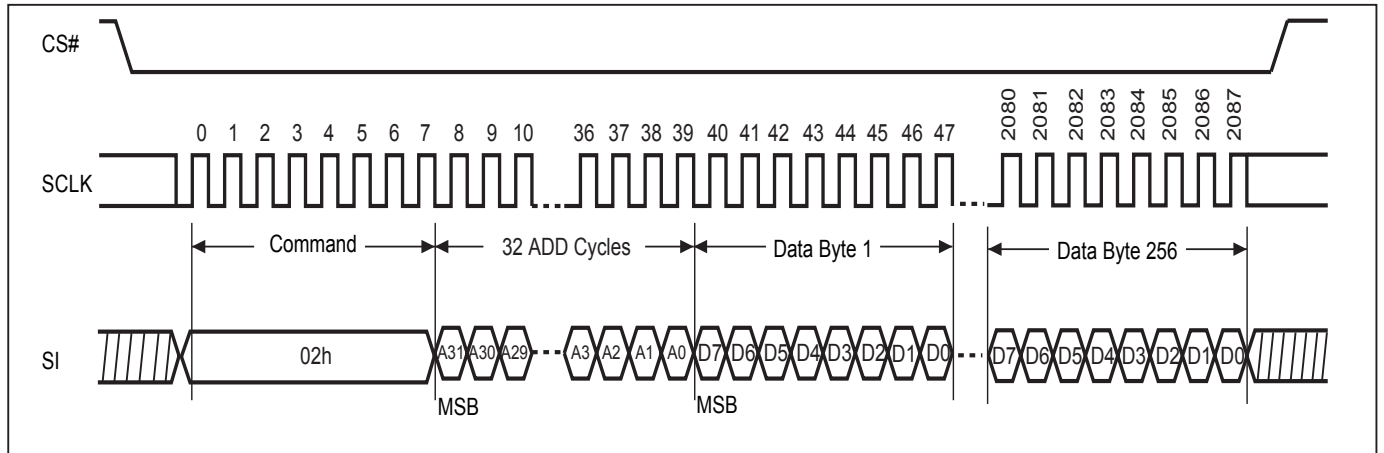 CS#
2080 2081 2082 2083 2084 2085 2086 2087
0 1 2 3 4 5 6 7 8 9 10 36 37 38 39 40 41 42 43 44 45 46 47
SCLK
Command 32 ADD Cycles Data Byte 1 Data Byte 256
SI 02h A31 A30 A29 A3 A2 A1 A0 D7 D6 D5 D4 D3 D2 D1 D0 D7 D6 D5 D4 D3 D2 D1 D0
MSB MSB